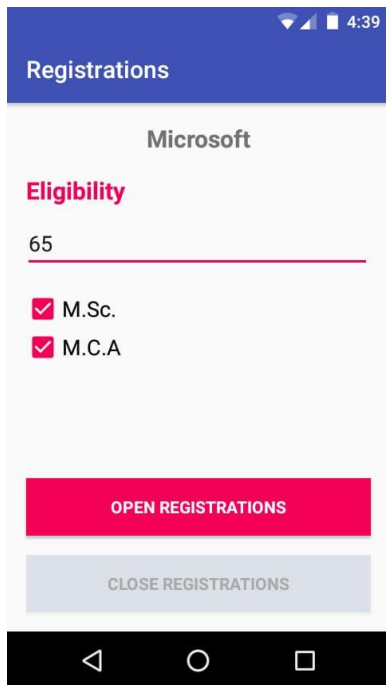 4:39
Registrations
Microsoft
Eligibility
65
M.Sc.
M.C.A
OPEN REGISTRATIONS
CLOSE REGISTRATIONS